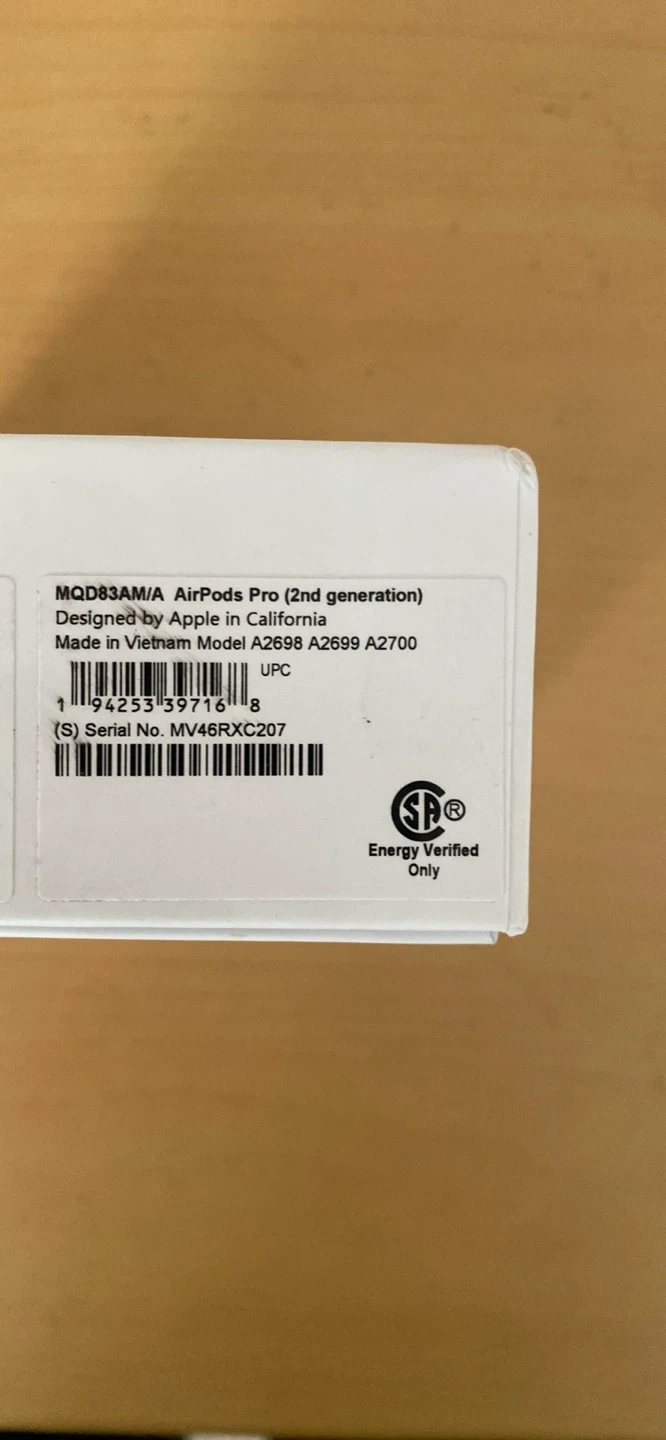 MQD83AM/A AirPods Pro (2nd generation)
Designed by Apple in California
Made in Vietnam Model A2698 A2699 A2700
UPC
1 94253 39716 8
(S) Serial No. MV46RXC207
SA ®
Energy Verified
Only